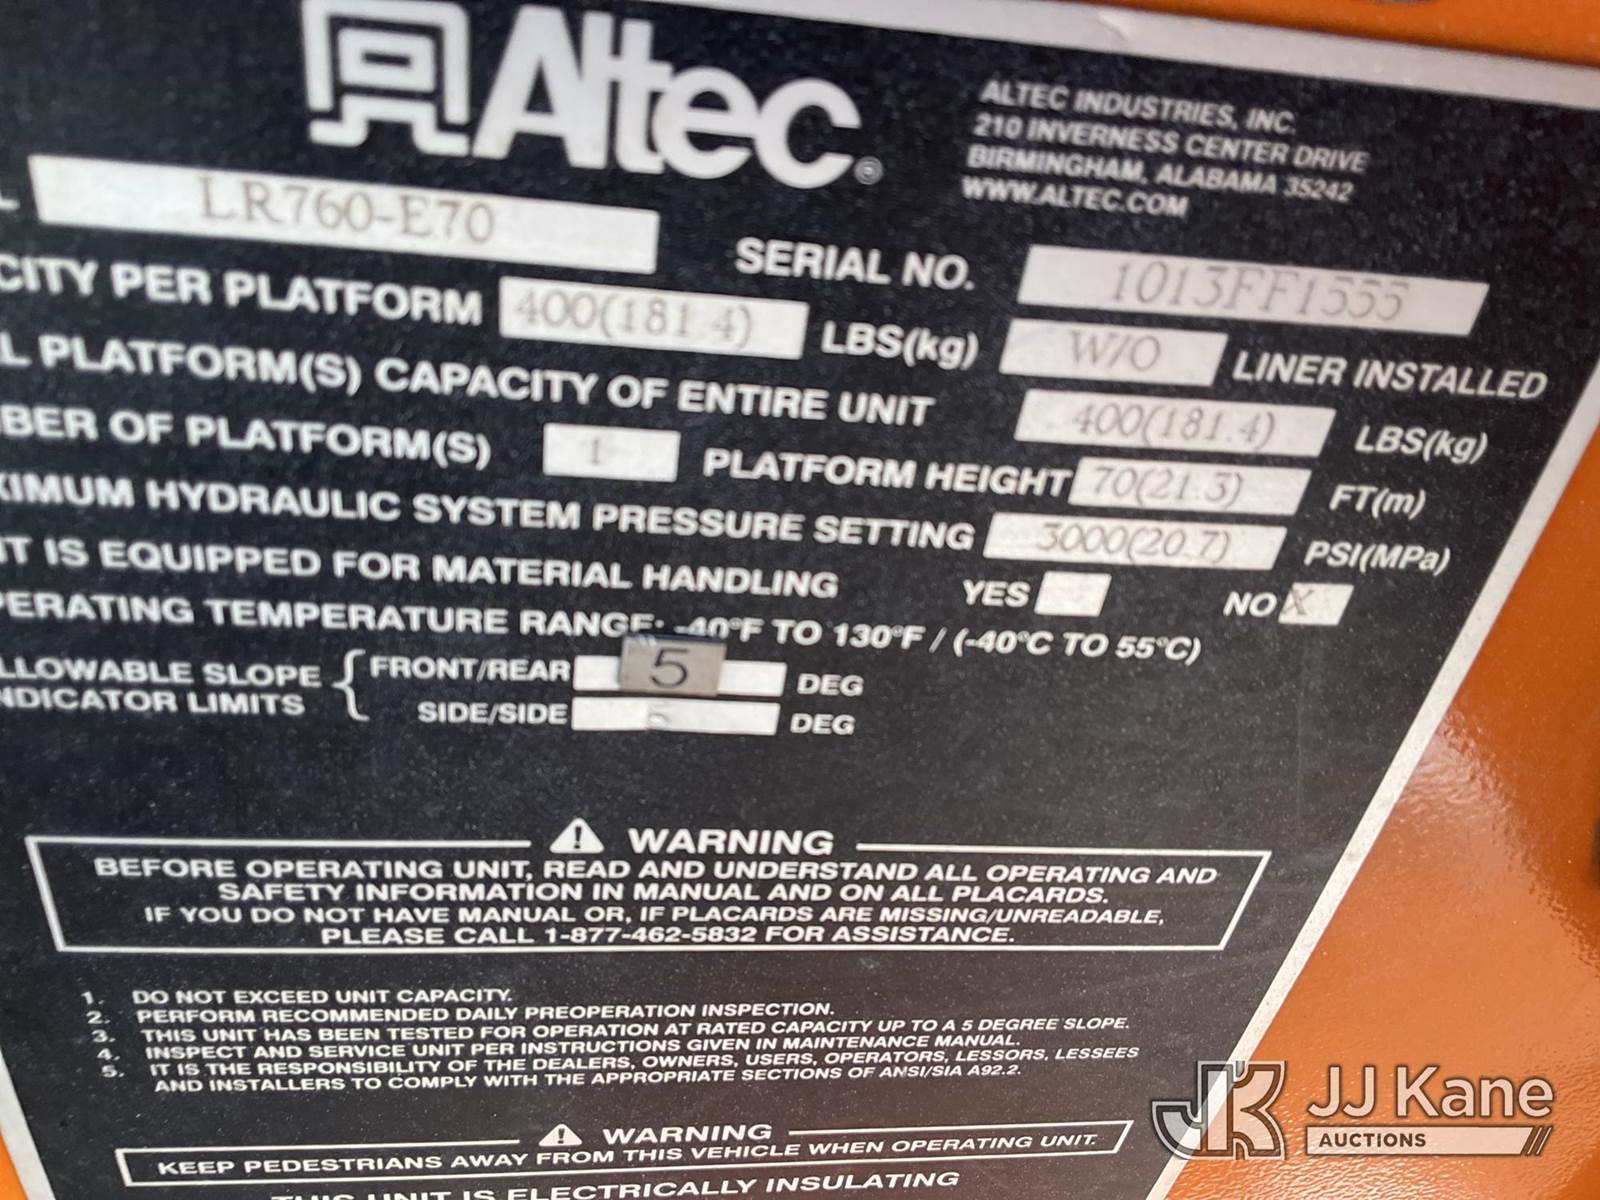 Altec®
ALTEC INDUSTRIES, INC.
210 INVERNESS CENTER DRIVE
BIRMINGHAM, ALABAMA 35242
WWW.ALTEC.COM
L LR760-E70 SERIAL NO. 1013FF1555
CITY PER PLATFORM 400(181.4) LBS(kg) W/O LINER INSTALLED
L PLATFORM(S) CAPACITY OF ENTIRE UNIT 400(181.4) LBS(kg)
BER OF PLATFORM(S) 1 PLATFORM HEIGHT 70(21.3) FT(m)
XIMUM HYDRAULIC SYSTEM PRESSURE SETTING 3000(20.7) PSI(MPa)
IT IS EQUIPPED FOR MATERIAL HANDLING YES NO X
PERATING TEMPERATURE RANGE: -40°F TO 130°F / (-40°C TO 55°C)
LLOWABLE SLOPE { FRONT/REAR 5 DEG
NDICATOR LIMITS SIDE/SIDE 5 DEG
WARNING
BEFORE OPERATING UNIT, READ AND UNDERSTAND ALL OPERATING AND
SAFETY INFORMATION IN MANUAL AND ON ALL PLACARDS.
IF YOU DO NOT HAVE MANUAL OR, IF PLACARDS ARE MISSING/UNREADABLE,
PLEASE CALL 1-877-462-5832 FOR ASSISTANCE.
1. DO NOT EXCEED UNIT CAPACITY.
2. PERFORM RECOMMENDED DAILY PREOPERATION INSPECTION.
3. THIS UNIT HAS BEEN TESTED FOR OPERATION AT RATED CAPACITY UP TO A 5 DEGREE SLOPE.
4. INSPECT AND SERVICE UNIT PER INSTRUCTIONS GIVEN IN MAINTENANCE MANUAL.
5. IT IS THE RESPONSIBILITY OF THE DEALERS, OWNERS, USERS, OPERATORS, LESSORS, LESSEES
AND INSTALLERS TO COMPLY WITH THE APPROPRIATE SECTIONS OF ANSI/SIA A92.2.
WARNING
KEEP PEDESTRIANS AWAY FROM THIS VEHICLE WHEN OPERATING UNIT.
THIS UNIT IS ELECTRICALLY INSULATING
JK JJ Kane
AUCTIONS